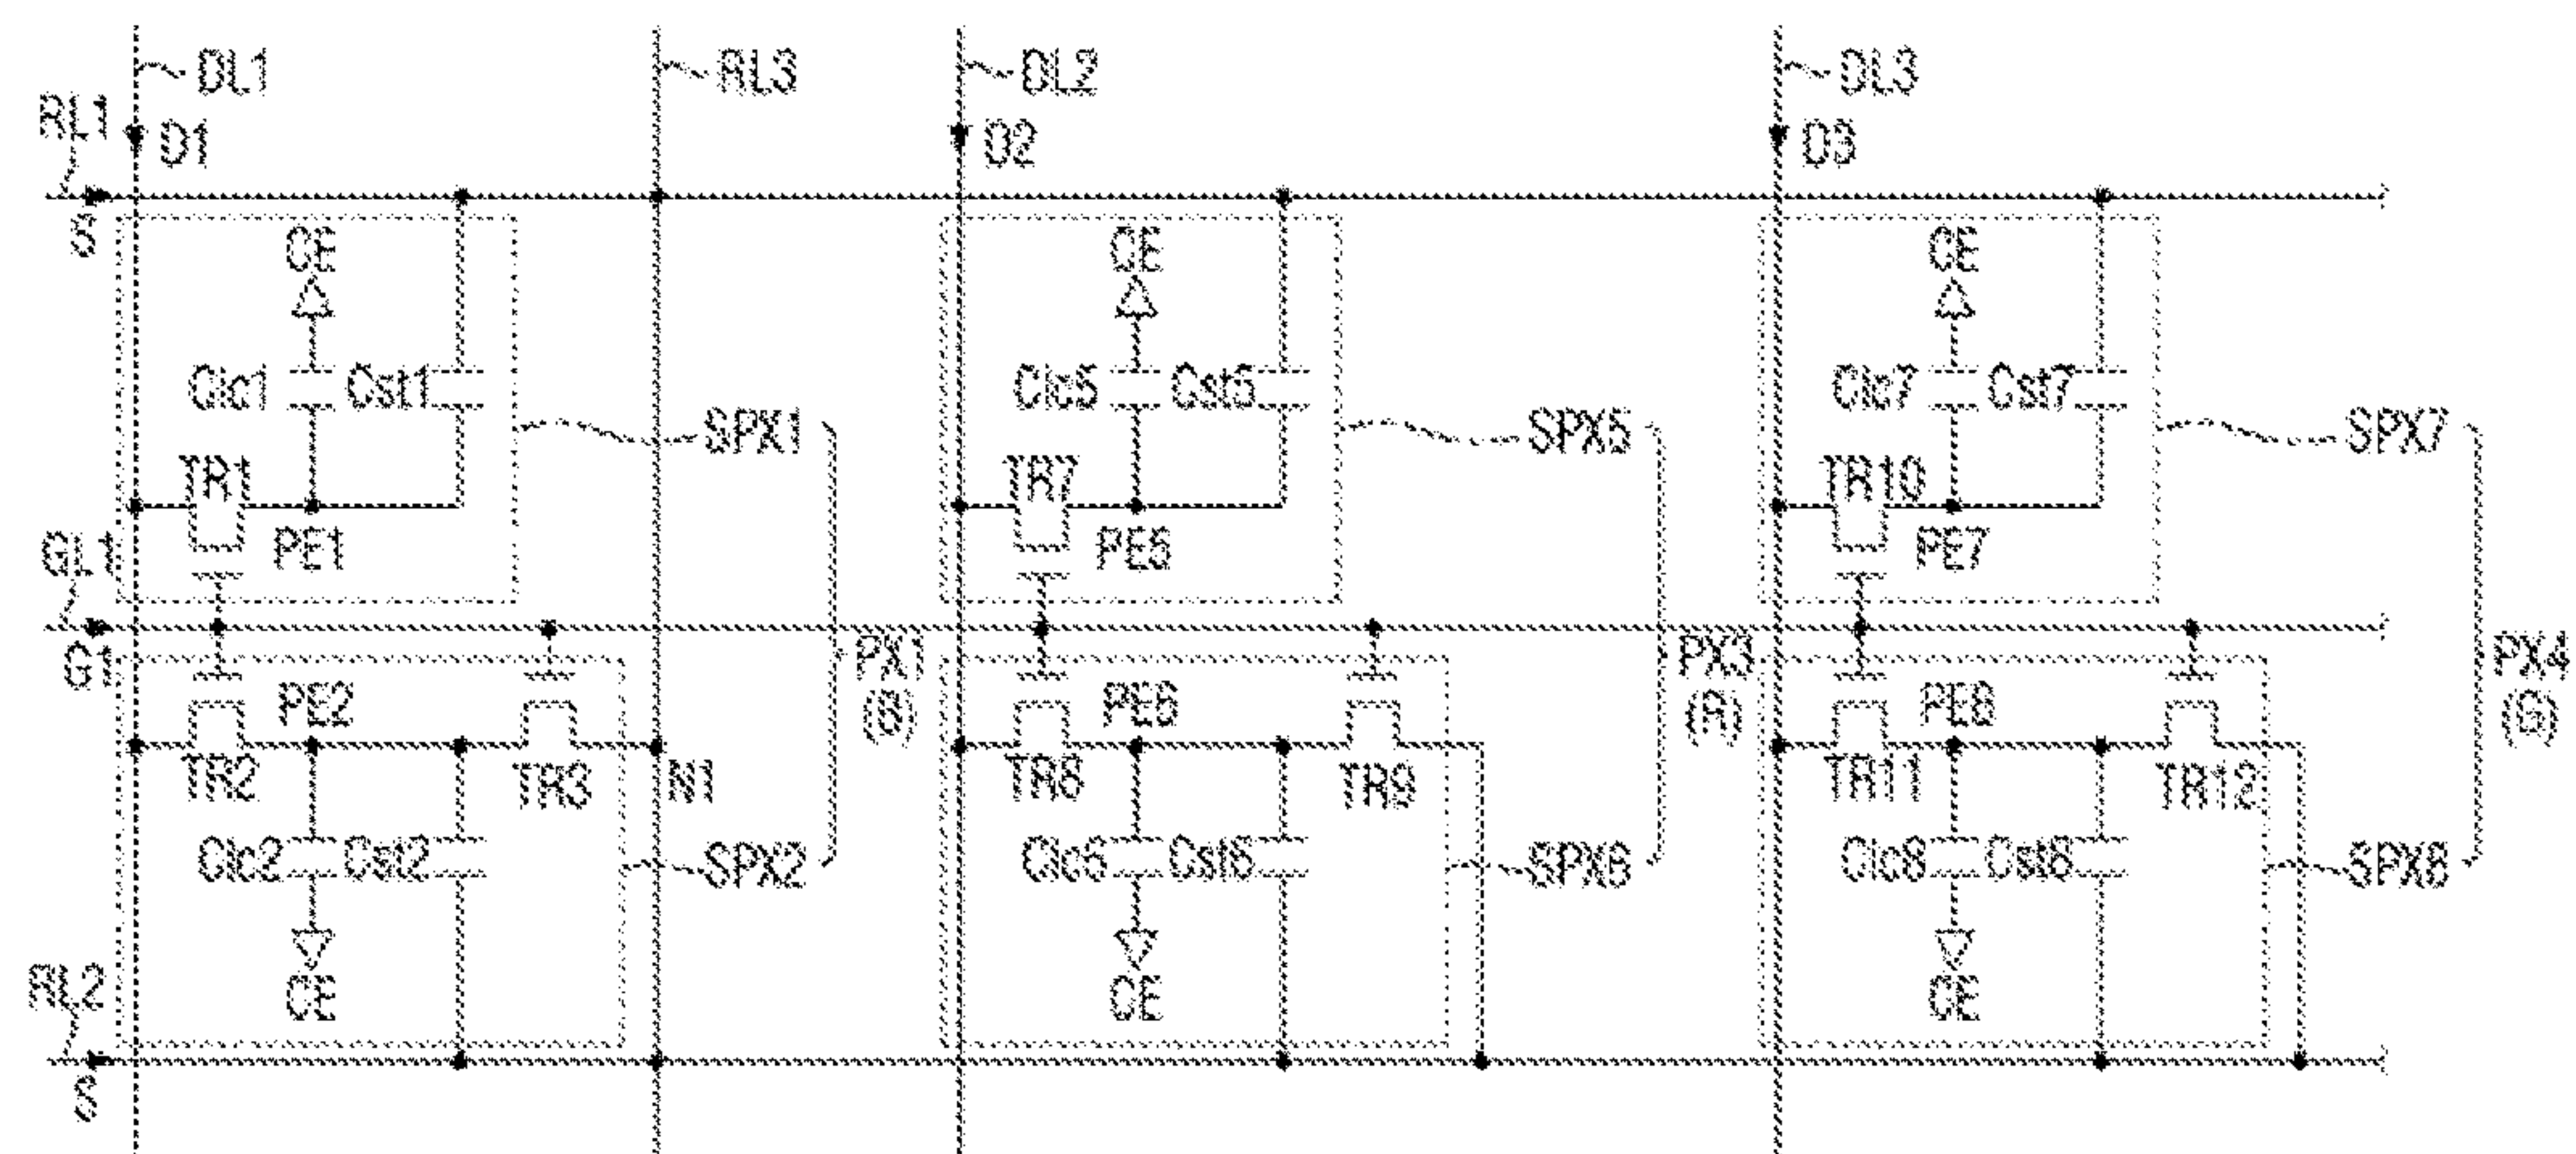 DL1 RL3 DL2 DL3
RL1 D1 D2 D3
S
CE CE CE
Clc1 Cst1 Clc5 Cst5 Clc7 Cst7
SPX1 SPX5 SPX7
TR1 TR7 TR10
GL1 PE1 PE5 PE7
G1 PX1 PX3 PX4
PE2 PE6 PE8
(B) (R) (G)
TR2 TR3 N1 TR8 TR9 TR11 TR12
Clc2 Cst2 SPX2 Clc6 Cst6 SPX6 Clc8 Cst8 SPX8
RL2 CE CE CE
S